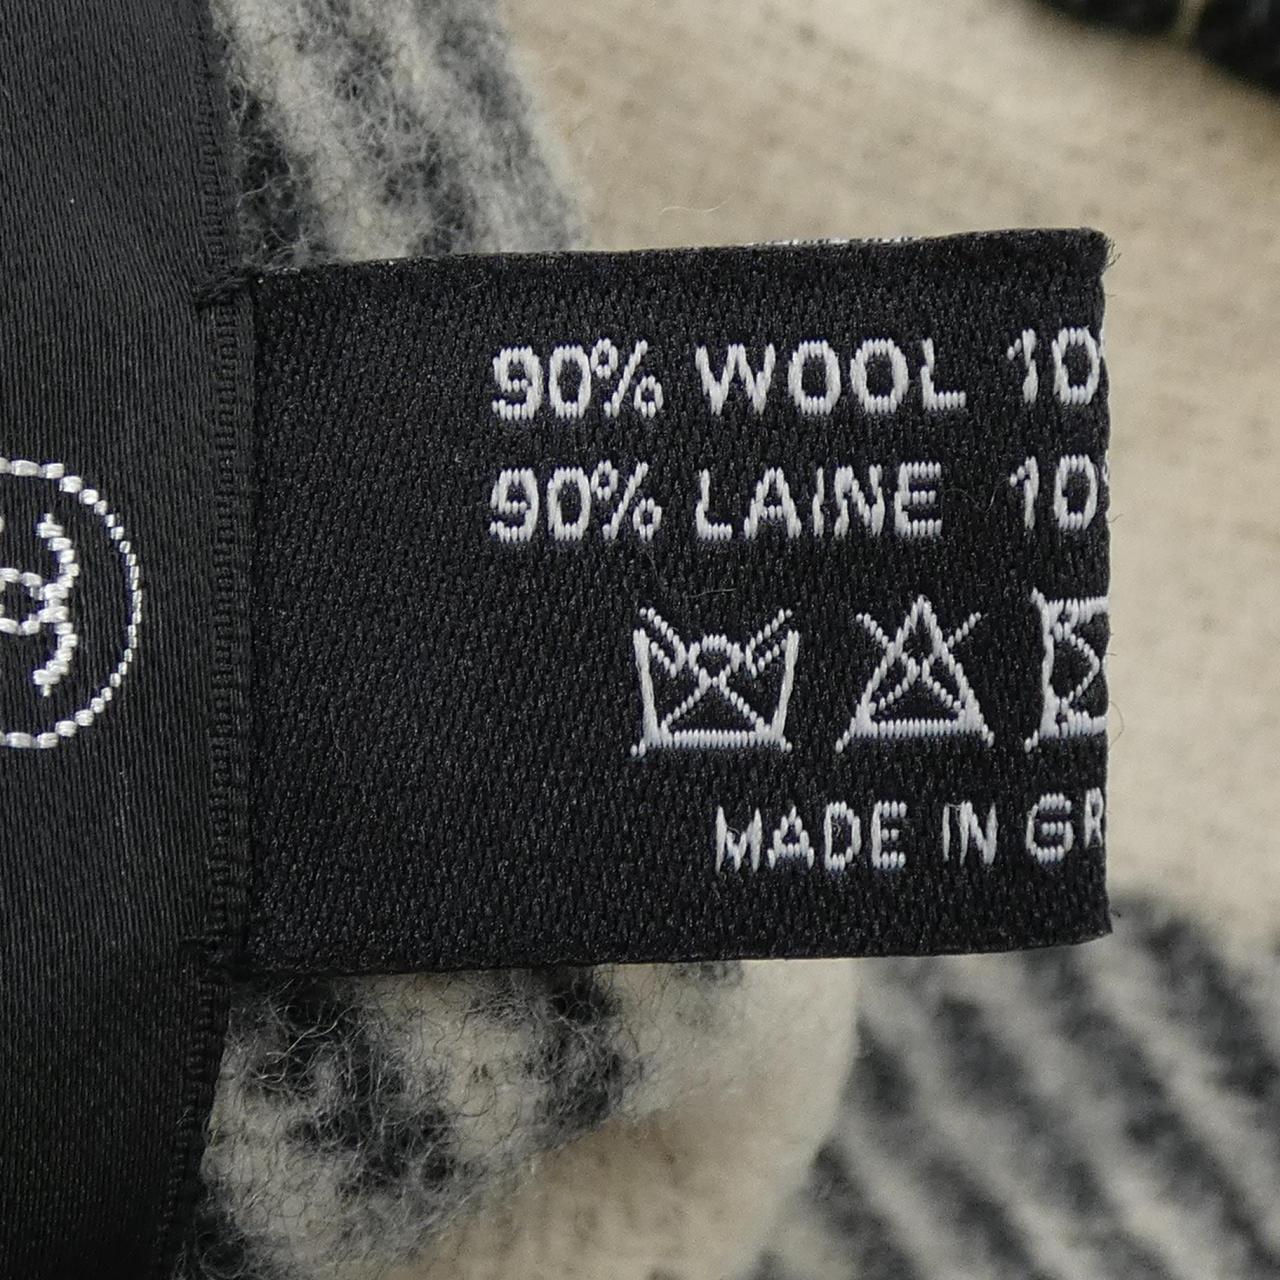 90% WOOL 10
90% LAINE 10
MADE IN GR